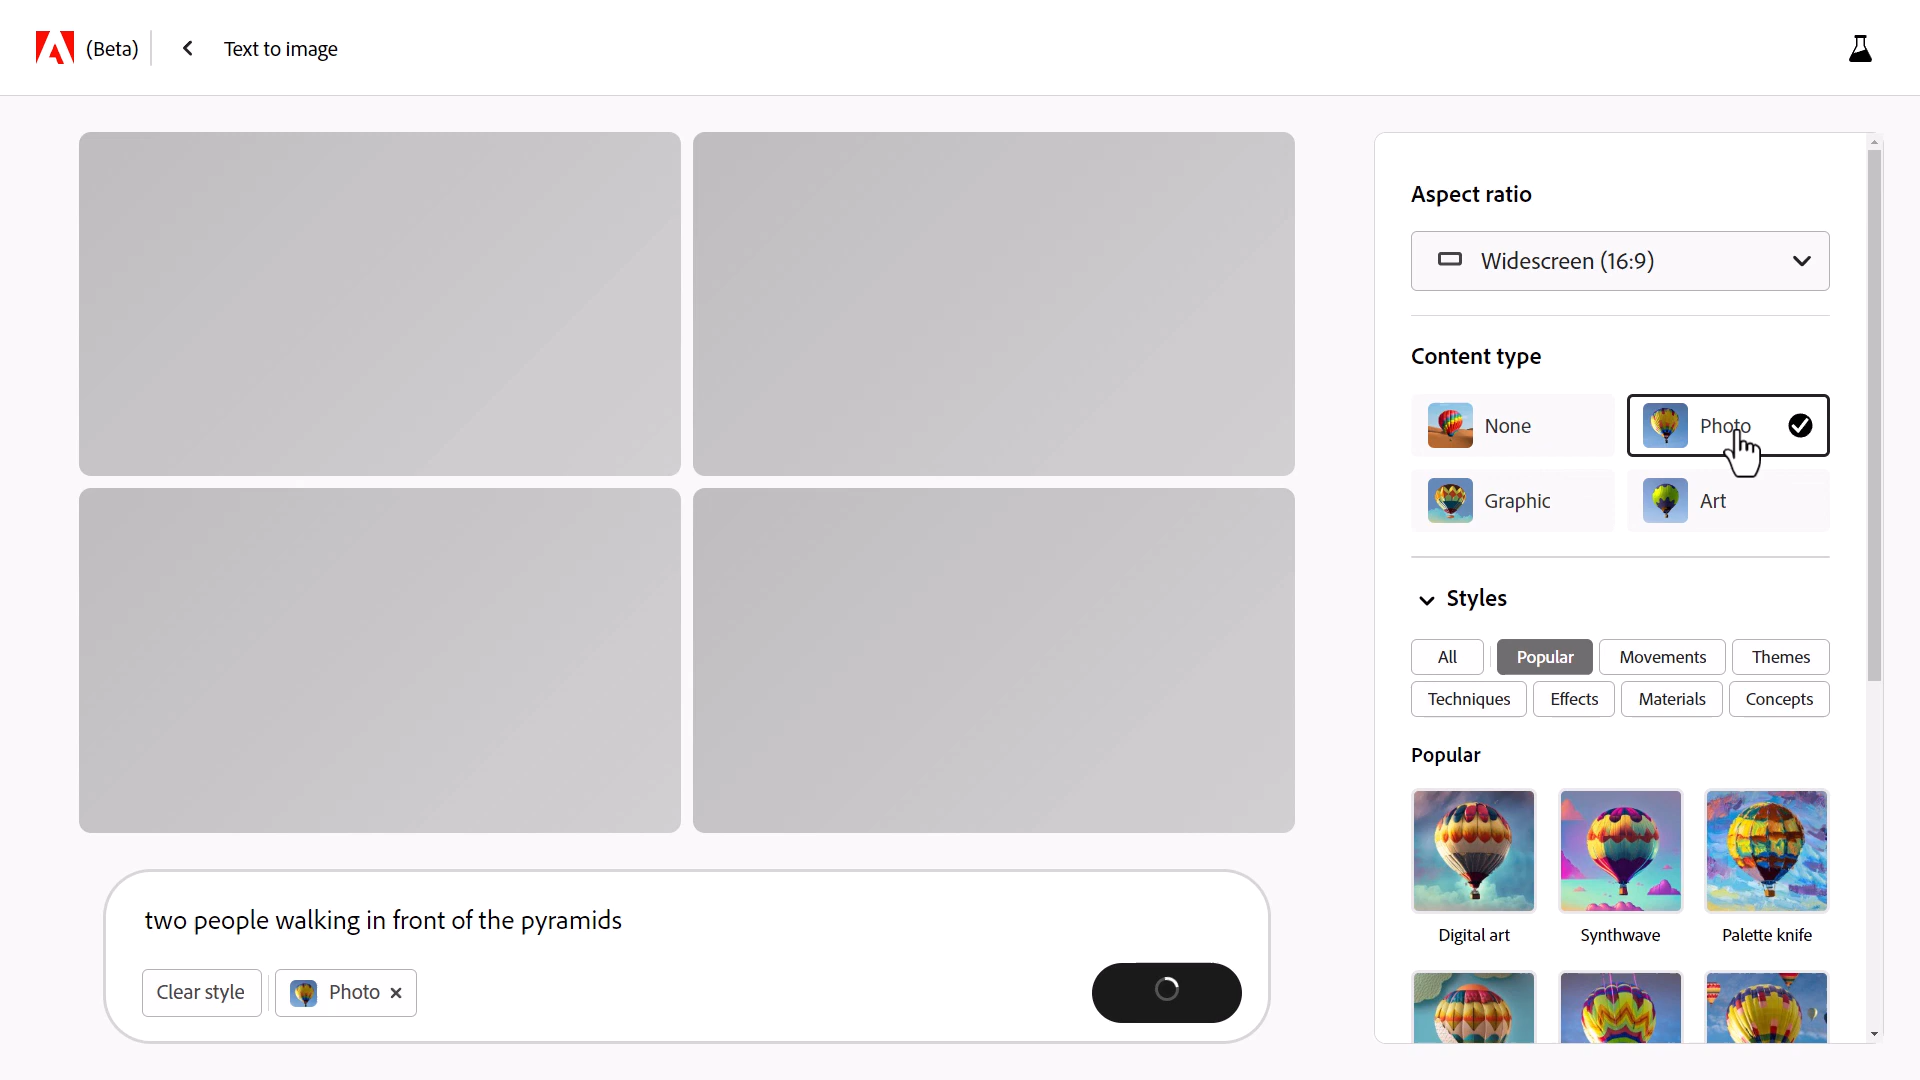 (Beta)
Text to image
Aspect ratio
Widescreen (16:9)
Content type
None
Photo
Graphic
Art
Styles
All
Popular
Movements
Themes
Techniques
Effects
Materials
Concepts
Popular
Digital art
Synthwave
Palette knife
two people walking in front of the pyramids
Clear style
Photo